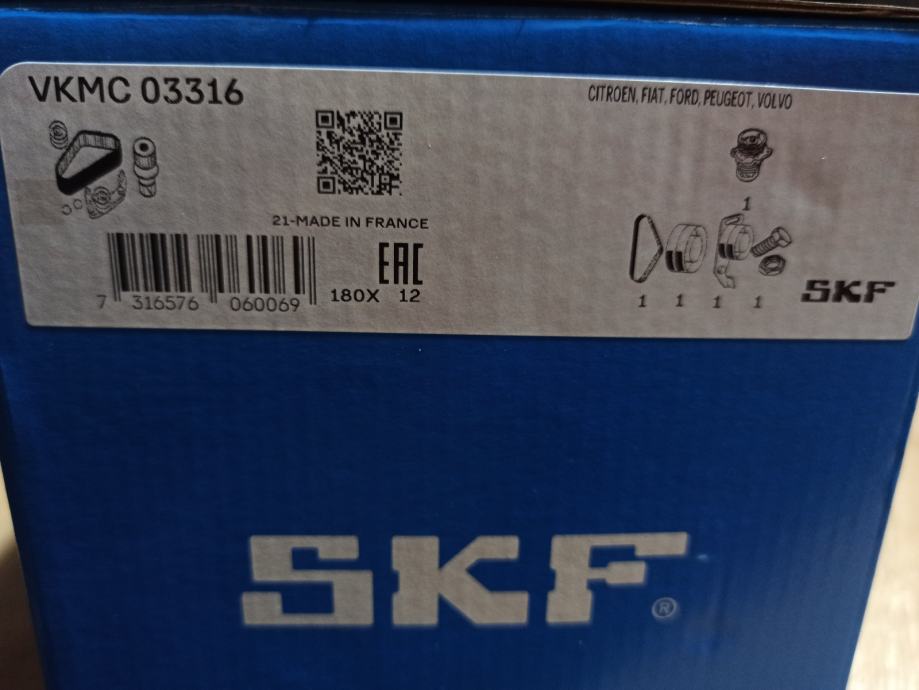 VKMC 03316
CITROEN, FIAT, FORD, PEUGEOT, VOLVO
1
21-MADE IN FRANCE
EAC
7 316576 060069
180X 12
1 1 1 1
SKF
SKF ®